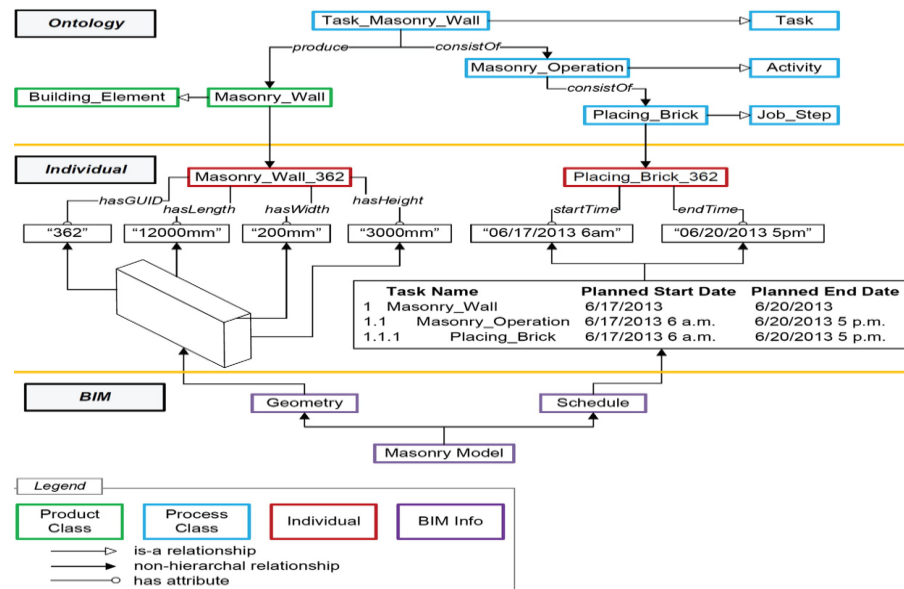 Ontology
Task_Masonry_Wall
Task
produce
consistOf
Masonry_Operation
Activity
consistOf
Building_Element
Masonry_Wall
Placing_Brick
Job_Step
Individual
Masonry_Wall_362
Placing_Brick_362
hasGUID
hasLength
hasWidth
hasHeight
startTime
endTime
“362”
“12000mm”
“200mm”
“3000mm”
“06/17/2013 6am”
“06/20/2013 5pm”
Task Name Planned Start Date Planned End Date
1 Masonry_Wall 6/17/2013 6/20/2013
1.1 Masonry_Operation 6/17/2013 6 a.m. 6/20/2013 5 p.m.
1.1.1 Placing_Brick 6/17/2013 6 a.m. 6/20/2013 5 p.m.
BIM
Geometry
Schedule
Masonry Model
Legend
Product
Class
Process
Class
Individual
BIM Info
is-a relationship
non-hierarchal relationship
has attribute